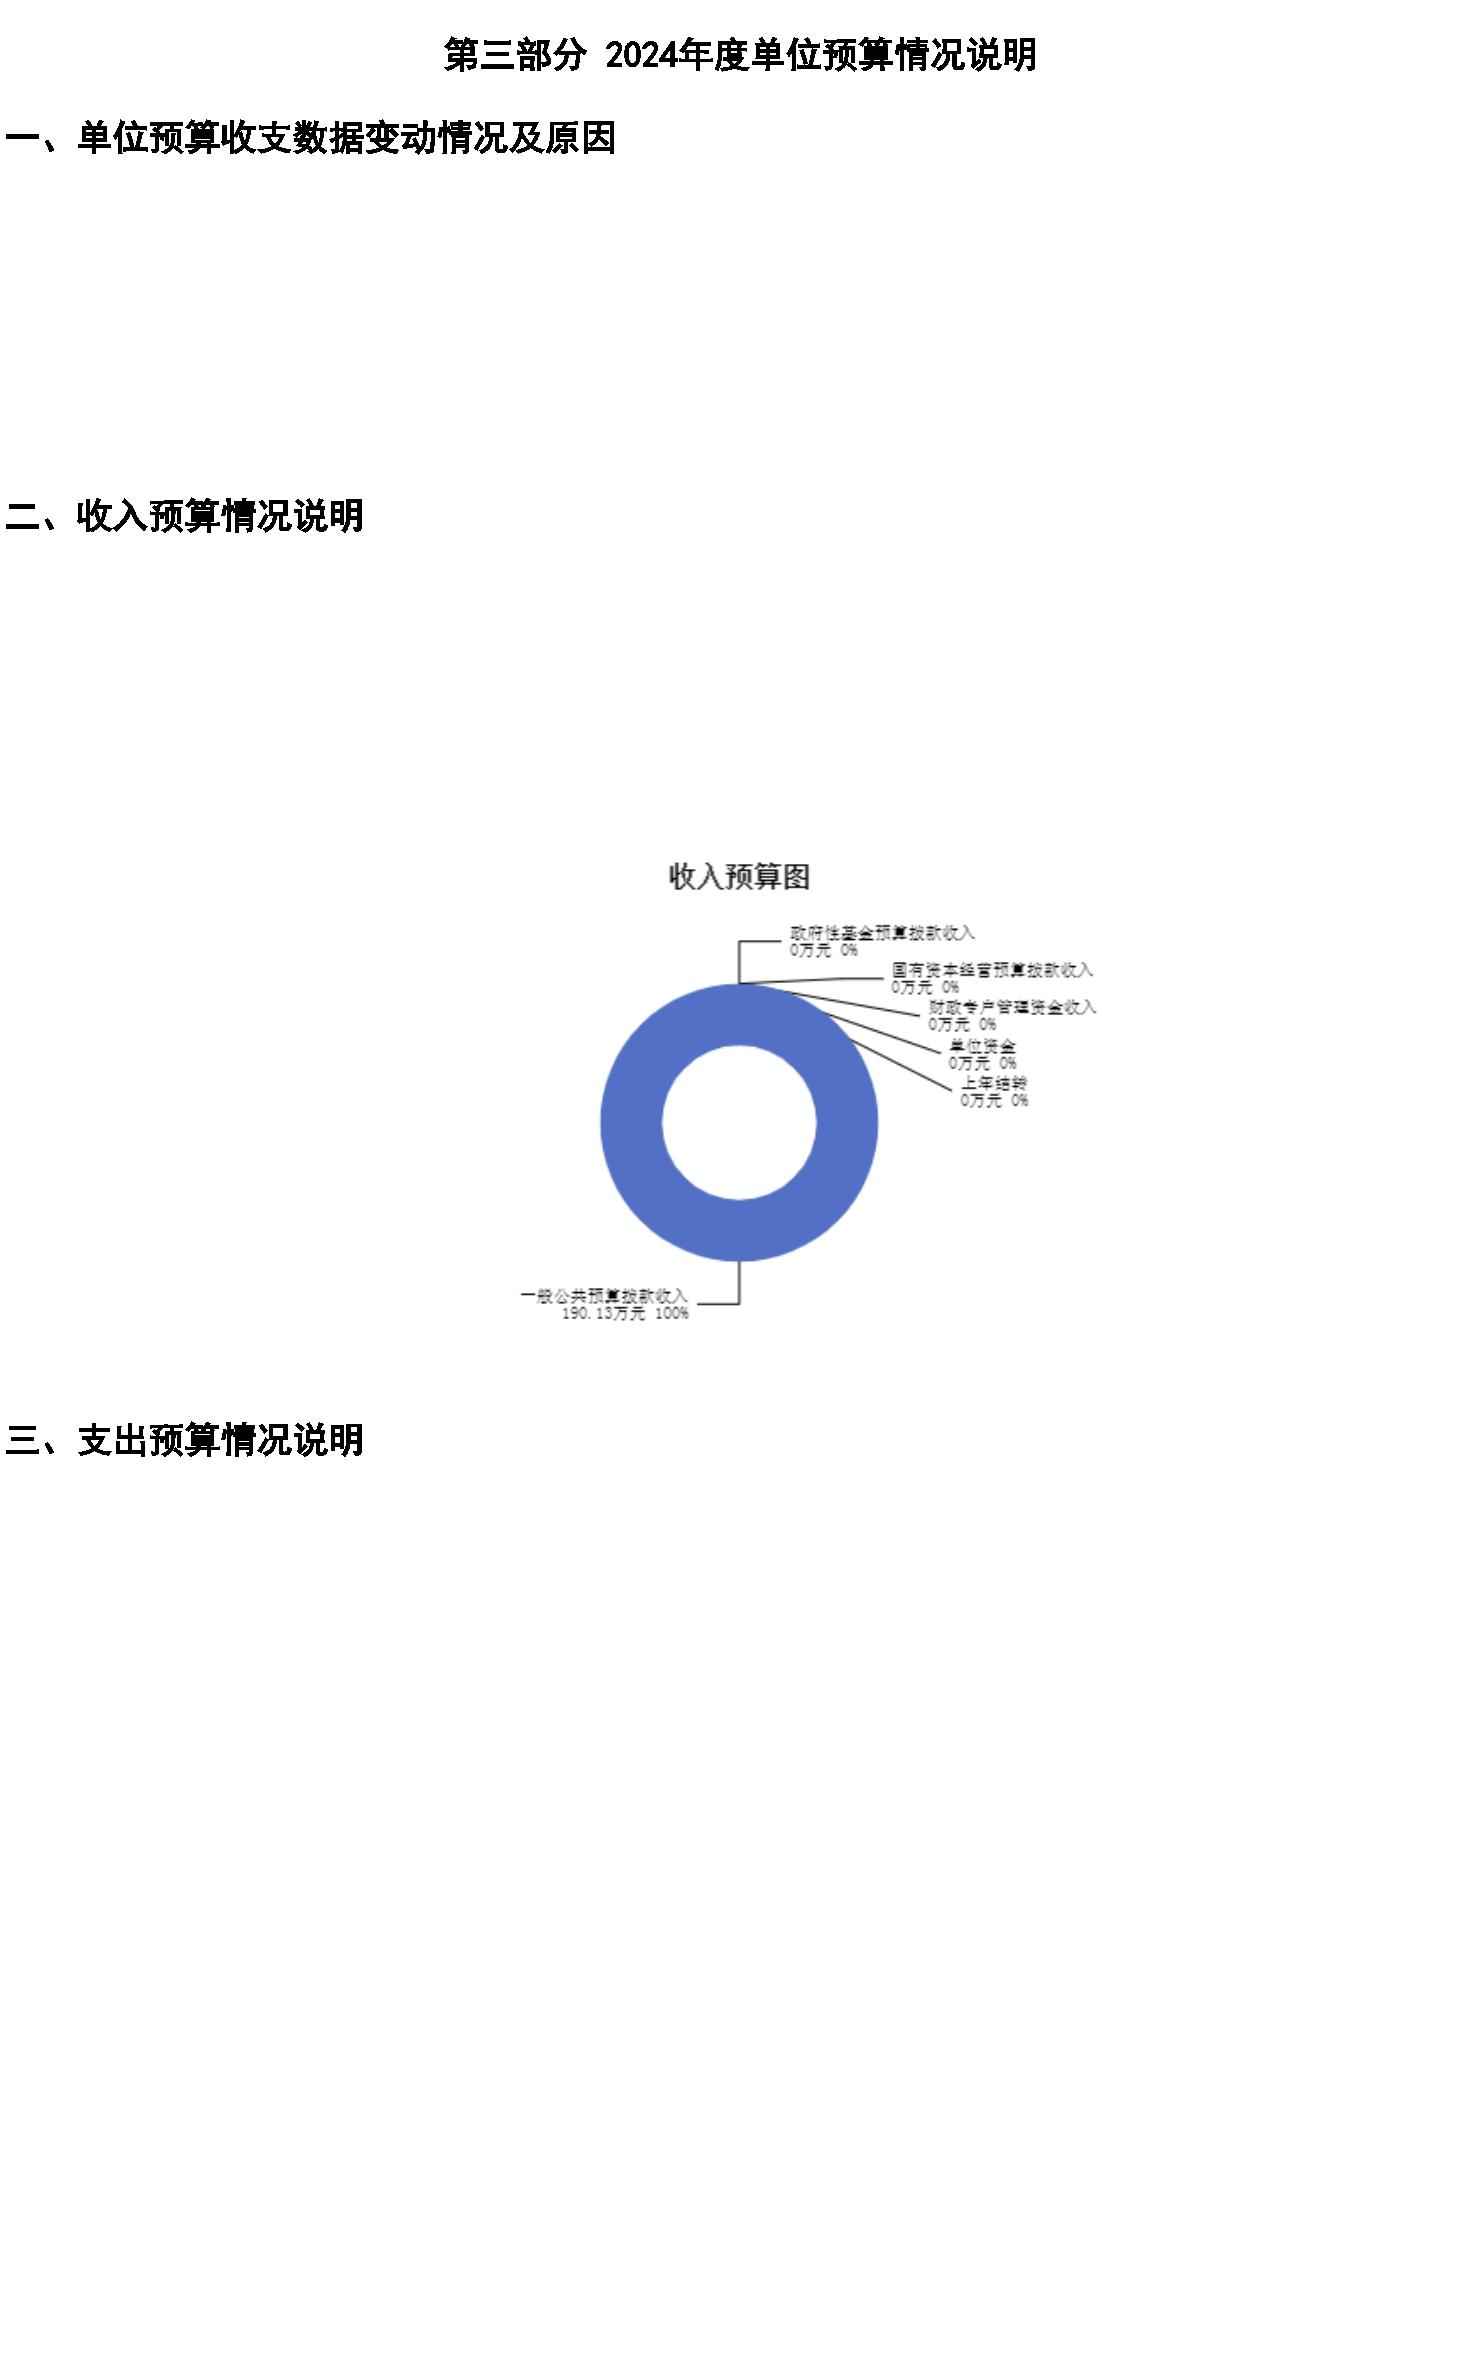 第三部分 2024年度单位预算情况说明
一、单位预算收支数据变动情况及原因
二、收入预算情况说明
收入预算图
政府性基金预算拨款收入
0万元 0%
国有资本经营预算拨款收入
0万元 0%
财政专户管理资金收入
0万元 0%
单位资金
0万元 0%
上年结转
0万元 0%
一般公共预算拨款收入
190.13万元 100%
三、支出预算情况说明